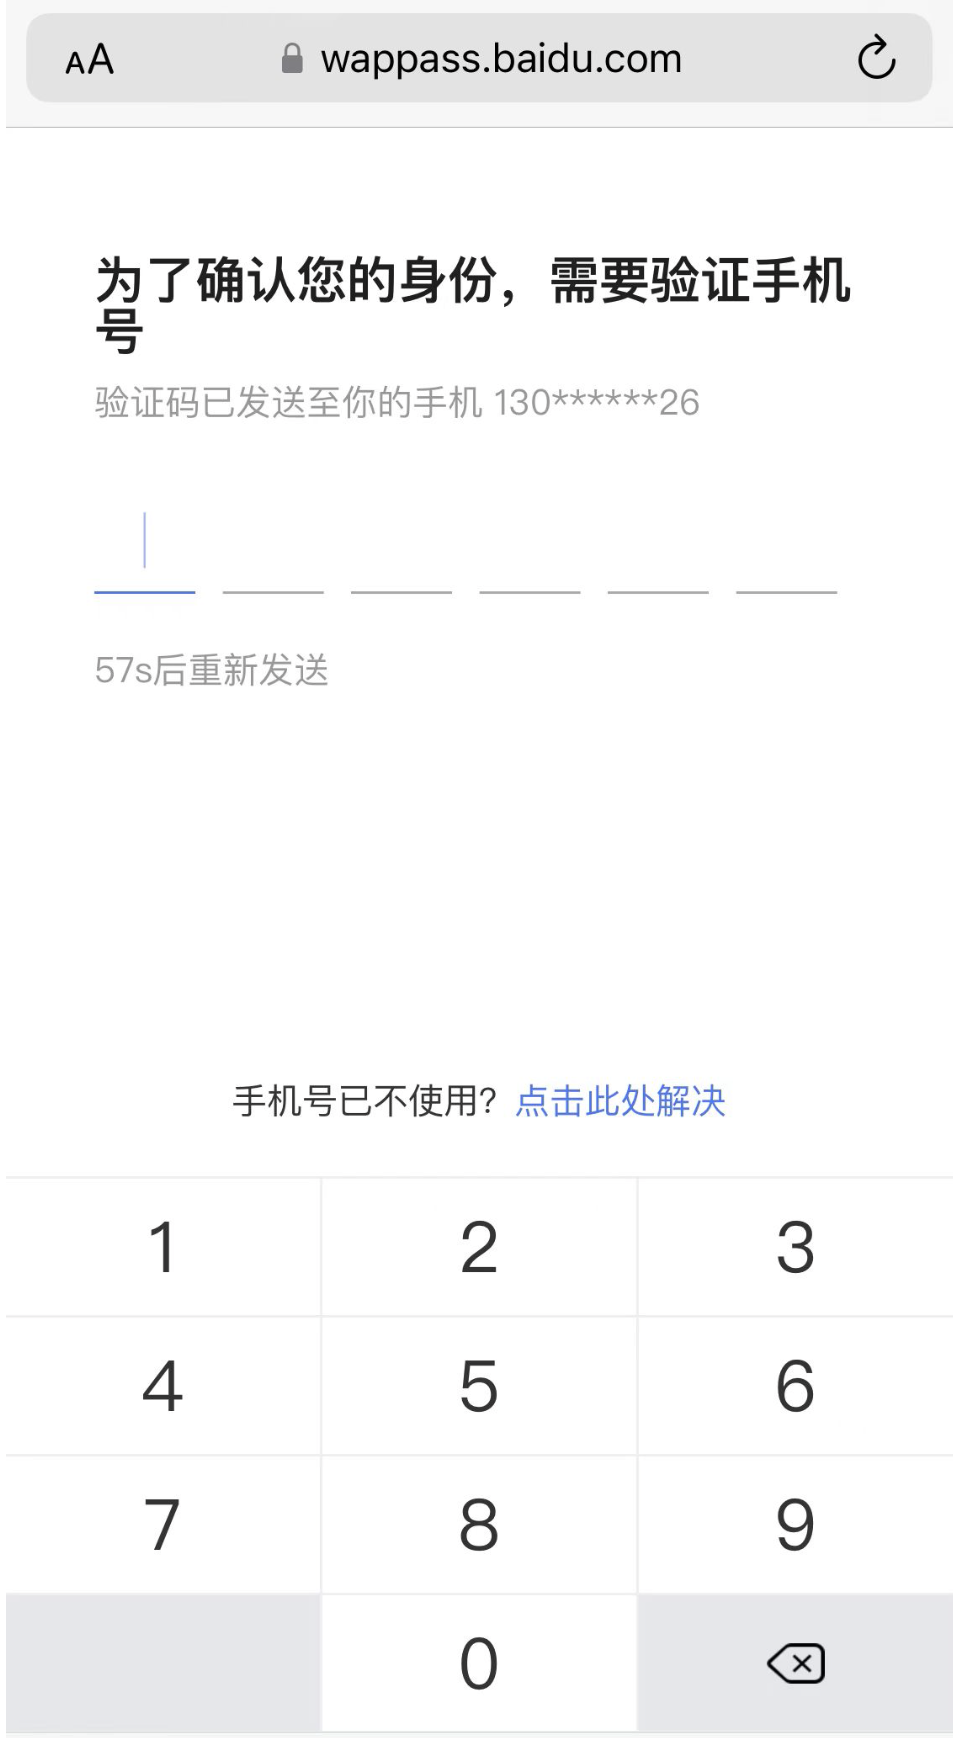 AA wappass.baidu.com
为了确认您的身份，需要验证手机
号
验证码已发送至你的手机 130******26
57s后重新发送
手机号已不使用？点击此处解决
1 2 3
4 5 6
7 8 9
0